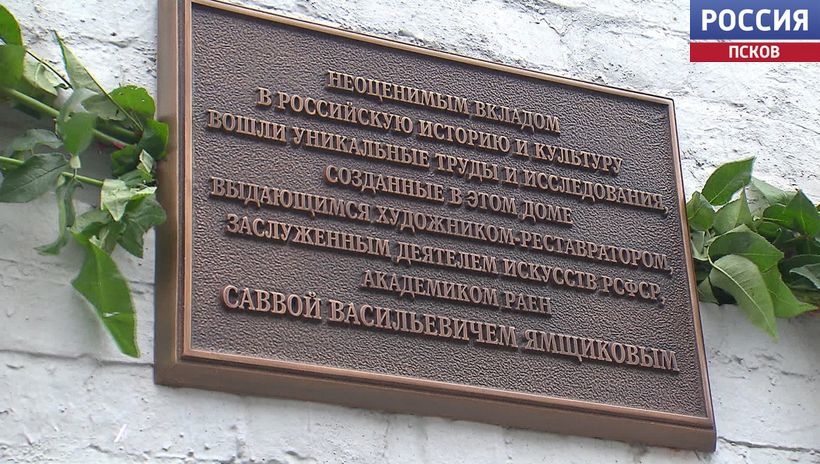 РОССИЯ
ПСКОВ
НЕОЦЕНИМЫМ ВКЛАДОМ
В РОССИЙСКУЮ ИСТОРИЮ И КУЛЬТУРУ
ВОШЛИ УНИКАЛЬНЫЕ ТРУДЫ И ИССЛЕДОВАНИЯ,
СОЗДАННЫЕ В ЭТОМ ДОМЕ
ВЫДАЮЩИМСЯ ХУДОЖНИКОМ-РЕСТАВРАТОРОМ,
ЗАСЛУЖЕННЫМ ДЕЯТЕЛЕМ ИСКУССТВ РСФСР,
АКАДЕМИКОМ РАЕН
САВВОЙ ВАСИЛЬЕВИЧЕМ ЯМЩИКОВЫМ